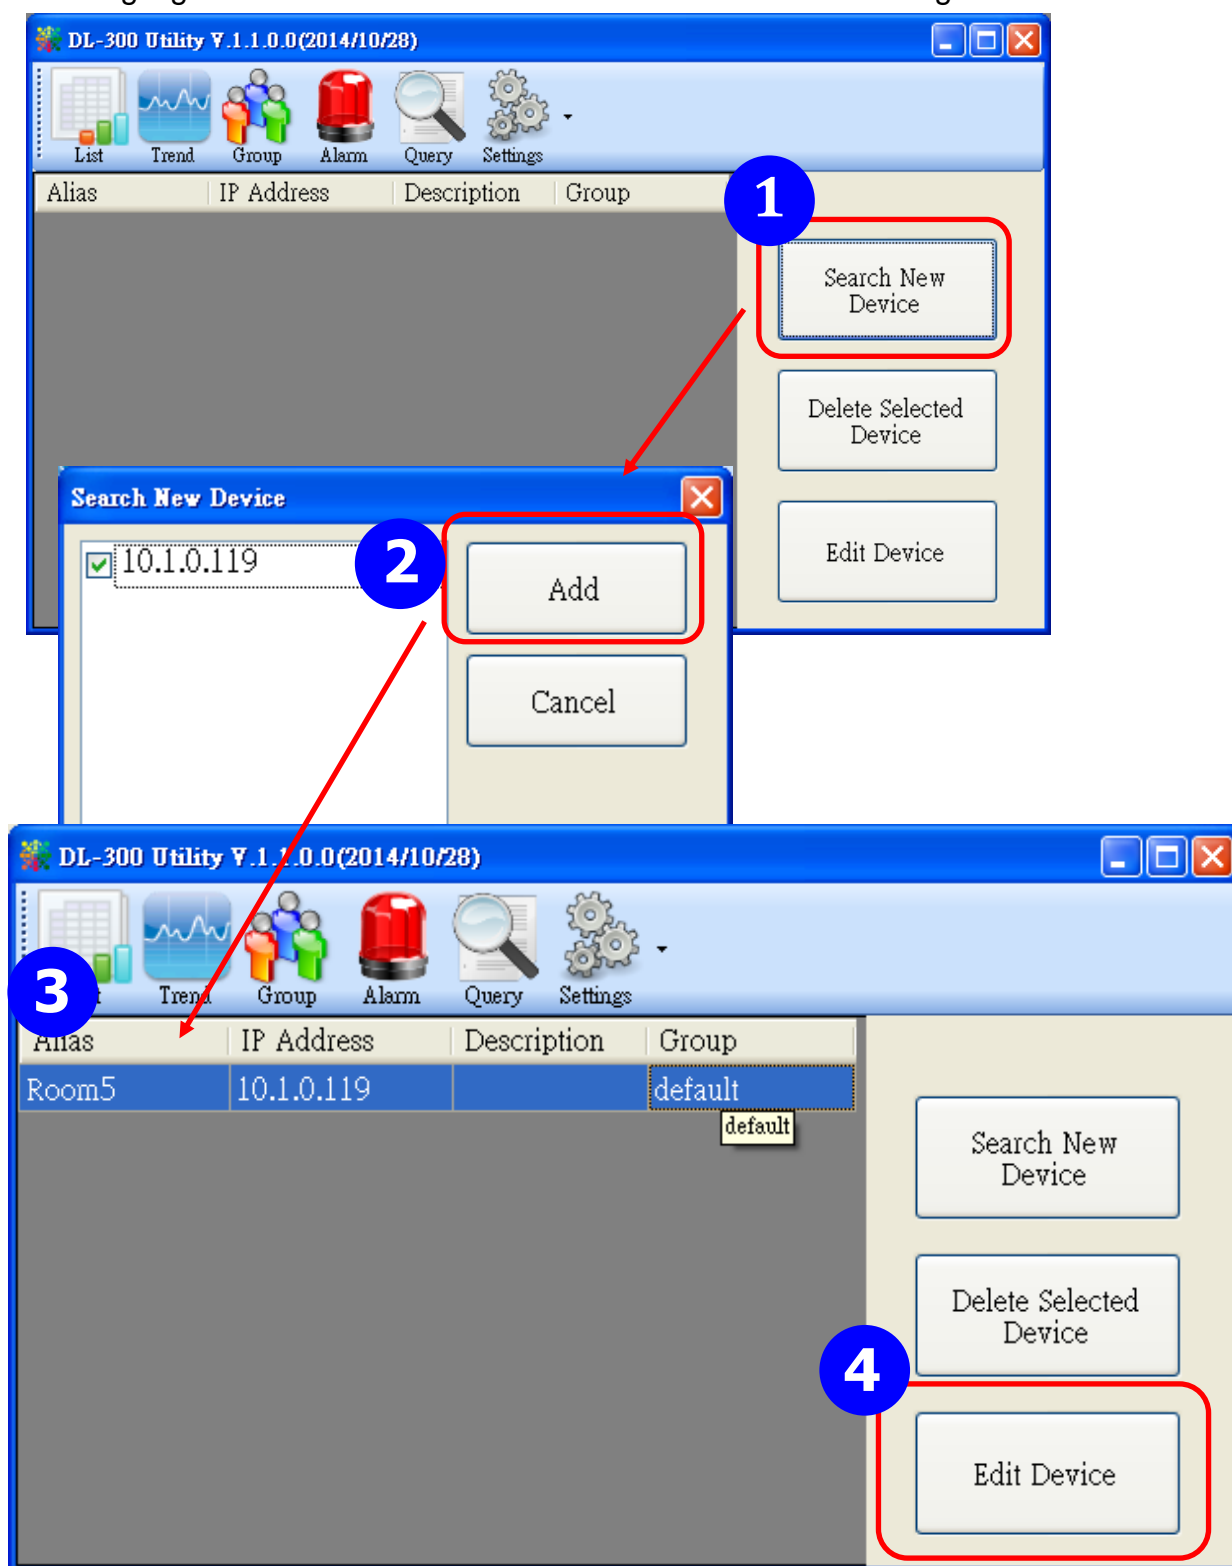 DL-300 Utility V.1.1.0.0(2014/10/28)
List Trend Group Alarm Query Settings
Alias IP Address Description Group
1
Search New
Device
Delete Selected
Device
Edit Device
Search New Device
10.1.0.119
2
Add
Cancel
DL-300 Utility V.1.1.0.0(2014/10/28)
3
Trend Group Alarm Query Settings
Alias IP Address Description Group
Room5 10.1.0.119 default
default
Search New
Device
Delete Selected
Device
4
Edit Device